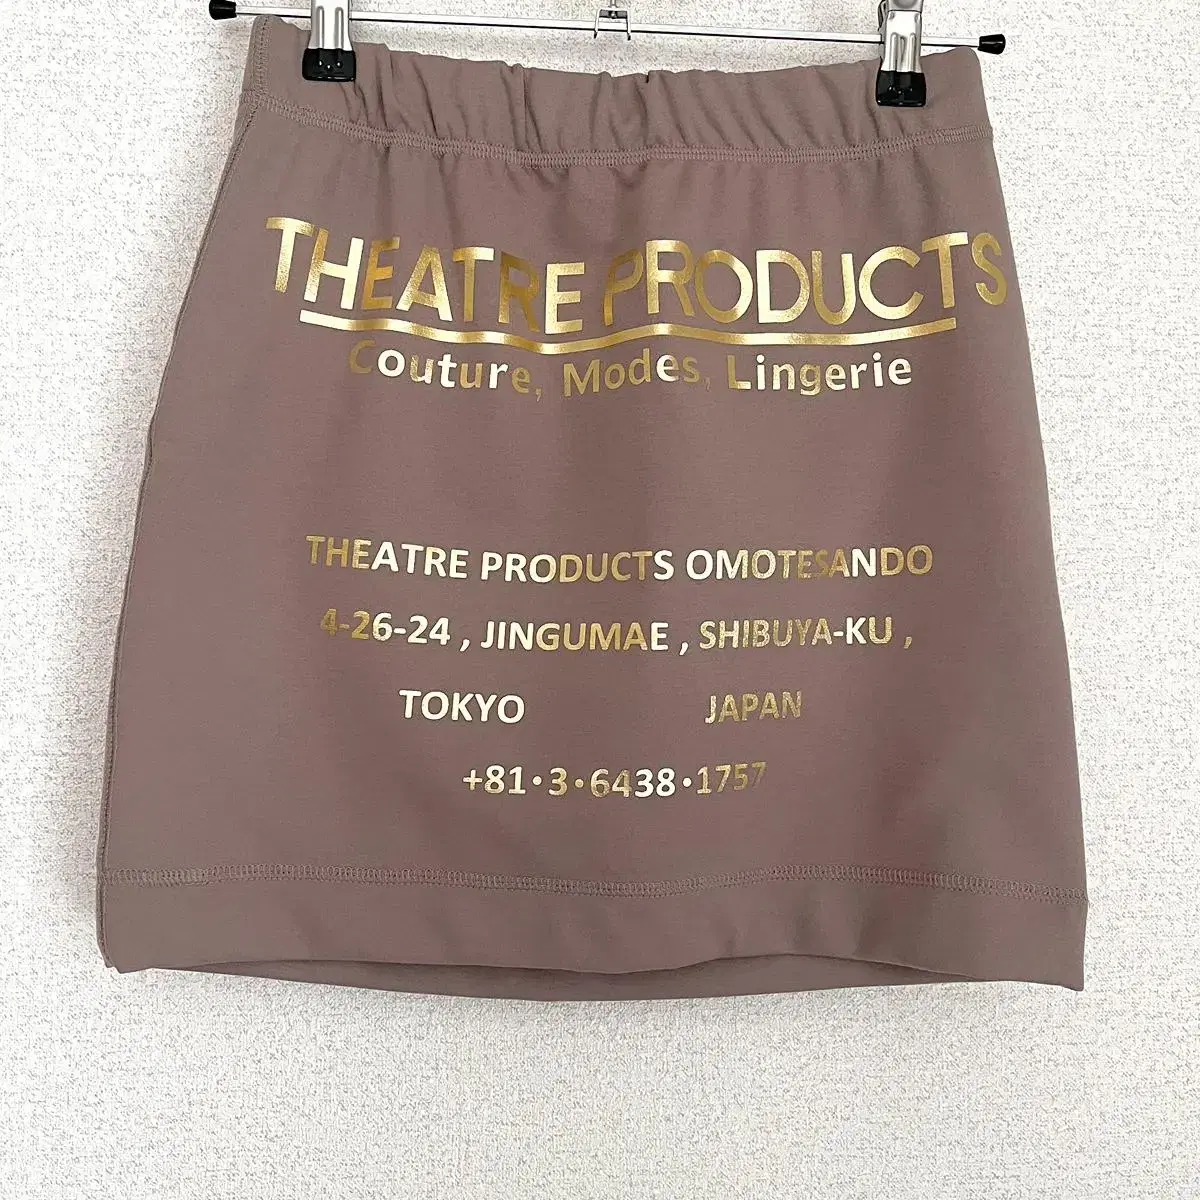 THEATRE PRODUCTS
Couture, Modes, Lingerie
THEATRE PRODUCTS OMOTESANDO
4-26-24 , JINGUMAE , SHIBUYA-KU ,
TOKYO JAPAN
+81·3·6438·1757